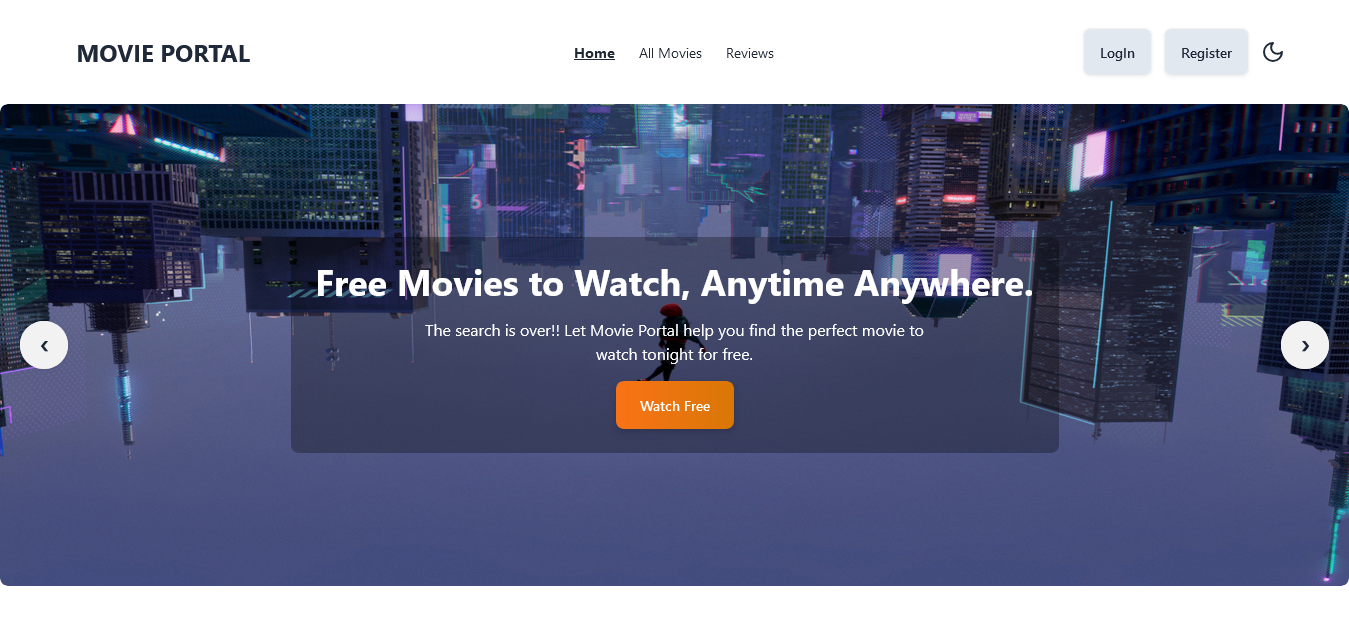 MOVIE PORTAL
Home
All Movies
Reviews
LogIn
Register
Free Movies to Watch, Anytime Anywhere.
The search is over!! Let Movie Portal help you find the perfect movie to
watch tonight for free.
Watch Free